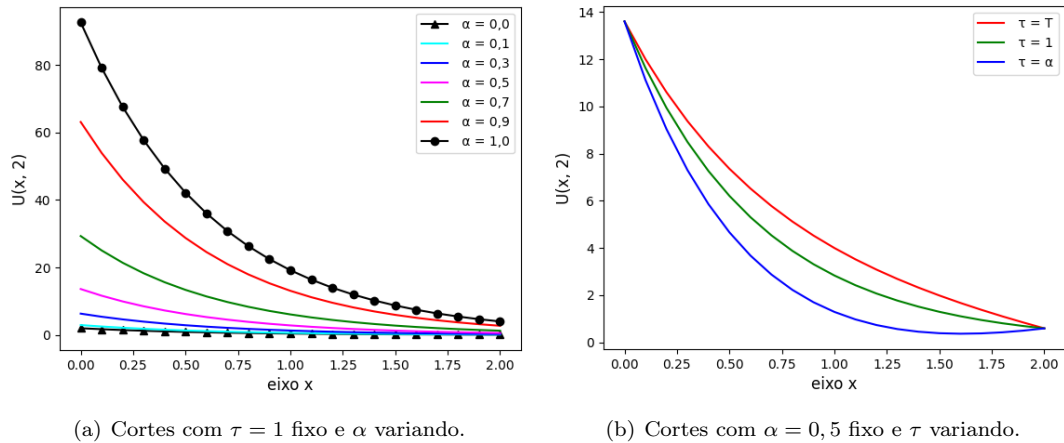 80
60
40
20
0
U(x, 2)
α = 0,0
α = 0,1
α = 0,3
α = 0,5
α = 0,7
α = 0,9
α = 1,0
0.00 0.25 0.50 0.75 1.00 1.25 1.50 1.75 2.00
eixo x
(a) Cortes com τ = 1 fixo e α variando.
14
12
10
8
6
4
2
0
U(x, 2)
τ = T
τ = 1
τ = α
0.00 0.25 0.50 0.75 1.00 1.25 1.50 1.75 2.00
eixo x
(b) Cortes com α = 0, 5 fixo e τ variando.